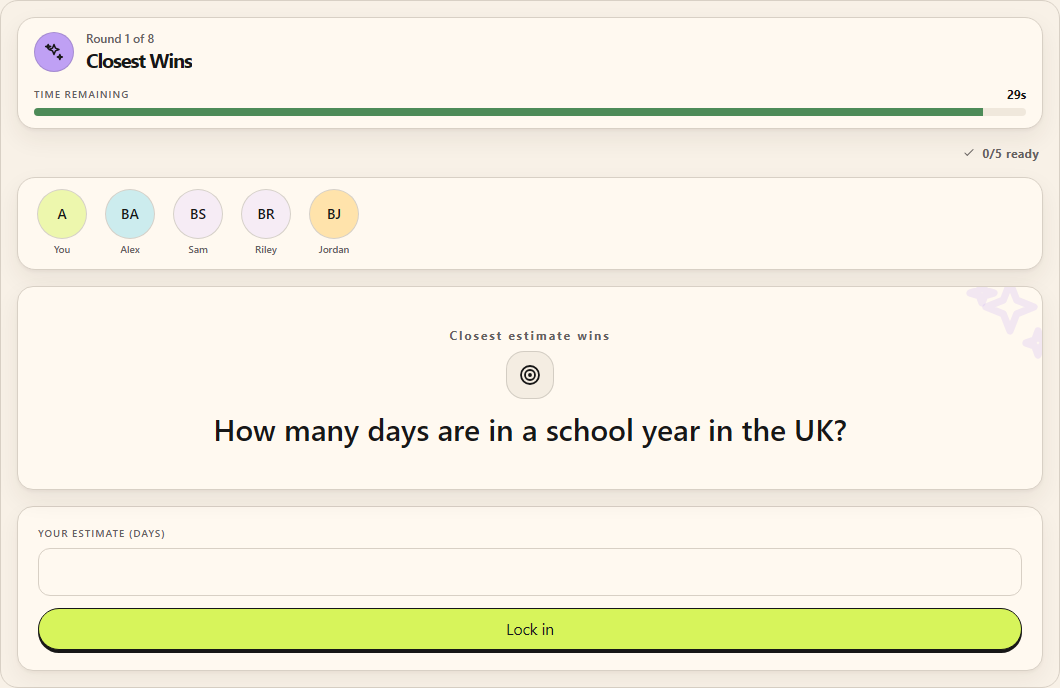 Round 1 of 8
Closest Wins
TIME REMAINING
29s
0/5 ready
A
BA
BS
BR
BJ
You
Alex
Sam
Riley
Jordan
Closest estimate wins
How many days are in a school year in the UK?
YOUR ESTIMATE (DAYS)
Lock in